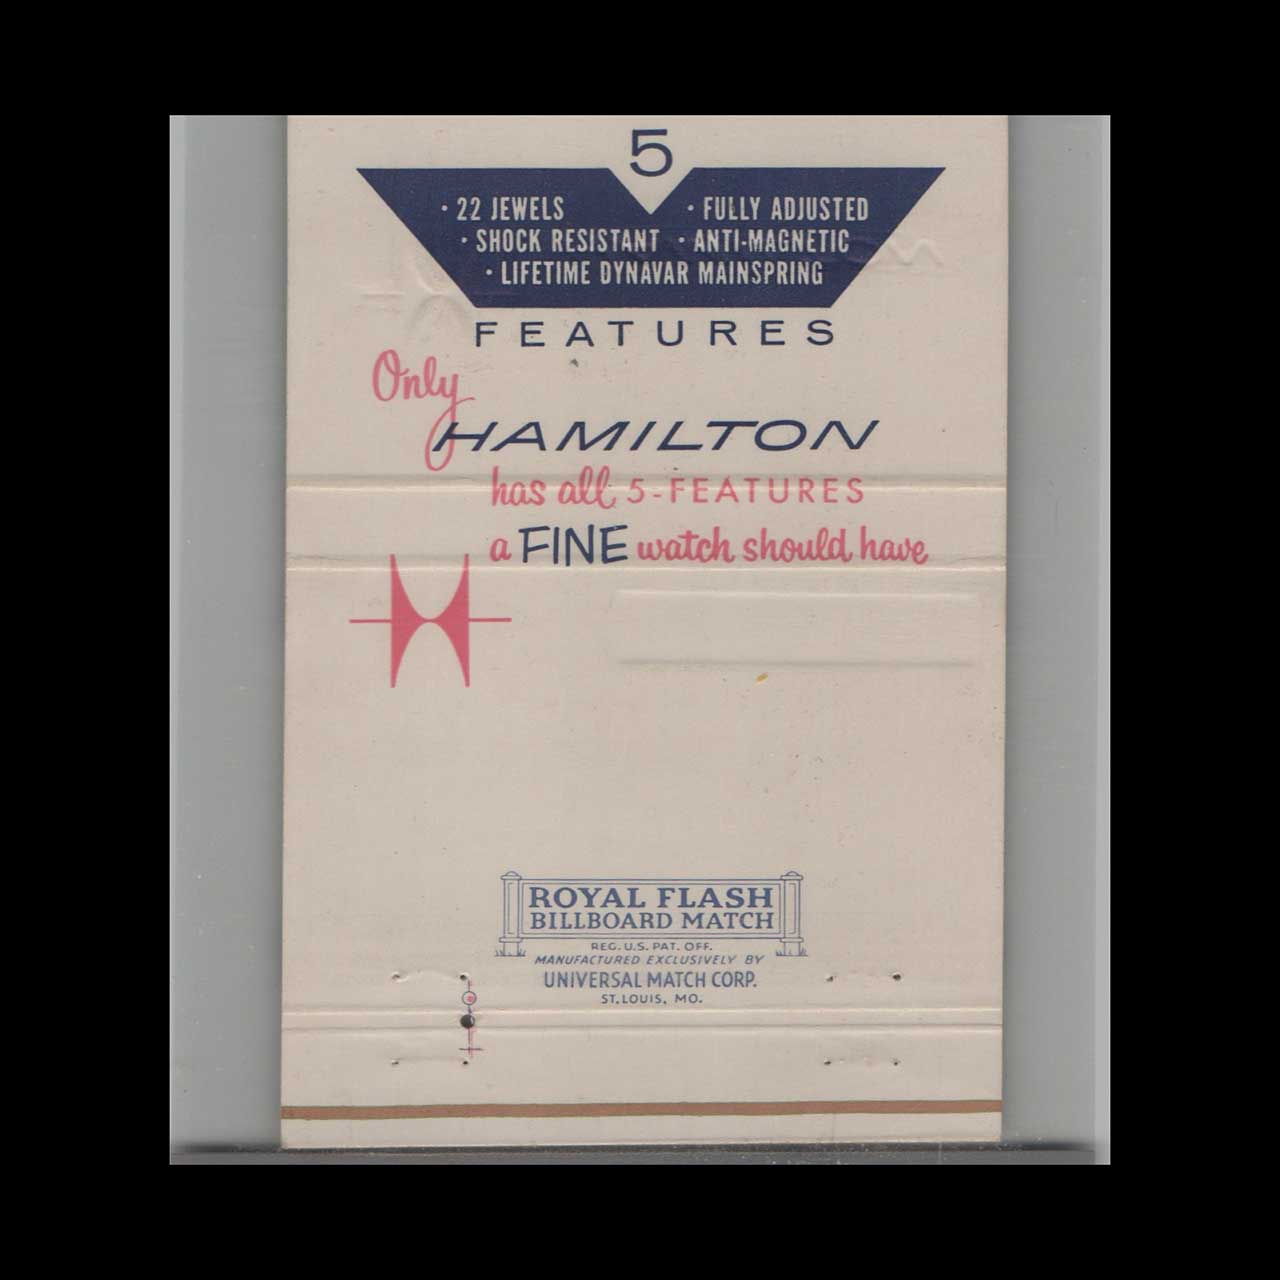 5
• 22 JEWELS • FULLY ADJUSTED
• SHOCK RESISTANT • ANTI-MAGNETIC
• LIFETIME DYNAVAR MAINSPRING
FEATURES
Only
HAMILTON
has all 5-FEATURES
a FINE watch should have
ROYAL FLASH
BILLBOARD MATCH
REG. U.S. PAT. OFF.
MANUFACTURED EXCLUSIVELY BY
UNIVERSAL MATCH CORP.
ST. LOUIS, MO.